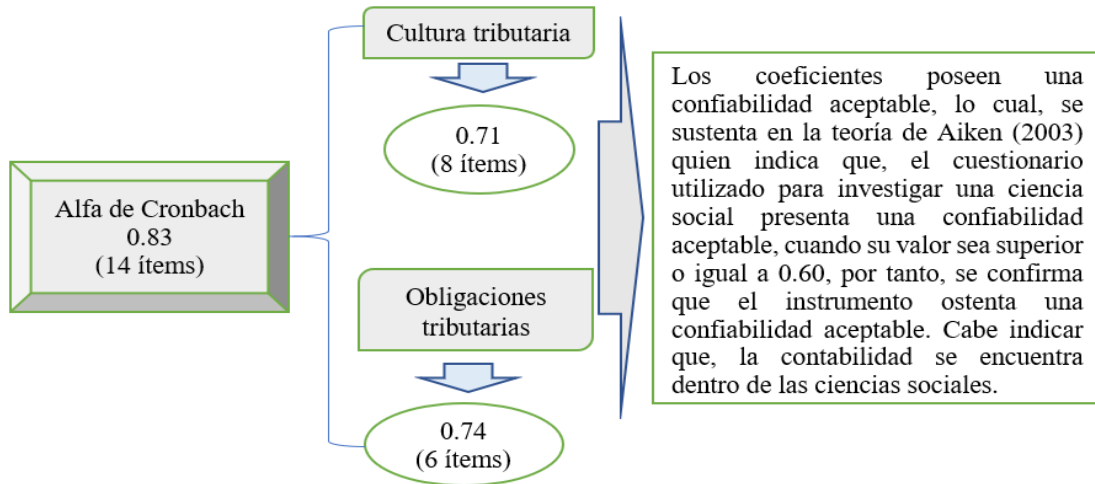 Alfa de Cronbach
0.83
(14 ítems)
Cultura tributaria
0.71
(8 ítems)
Obligaciones
tributarias
0.74
(6 ítems)
Los coeficientes poseen una
confiabilidad aceptable, lo cual, se
sustenta en la teoría de Aiken (2003)
quien indica que, el cuestionario
utilizado para investigar una ciencia
social presenta una confiabilidad
aceptable, cuando su valor sea superior
o igual a 0.60, por tanto, se confirma
que el instrumento ostenta una
confiabilidad aceptable. Cabe indicar
que, la contabilidad se encuentra
dentro de las ciencias sociales.